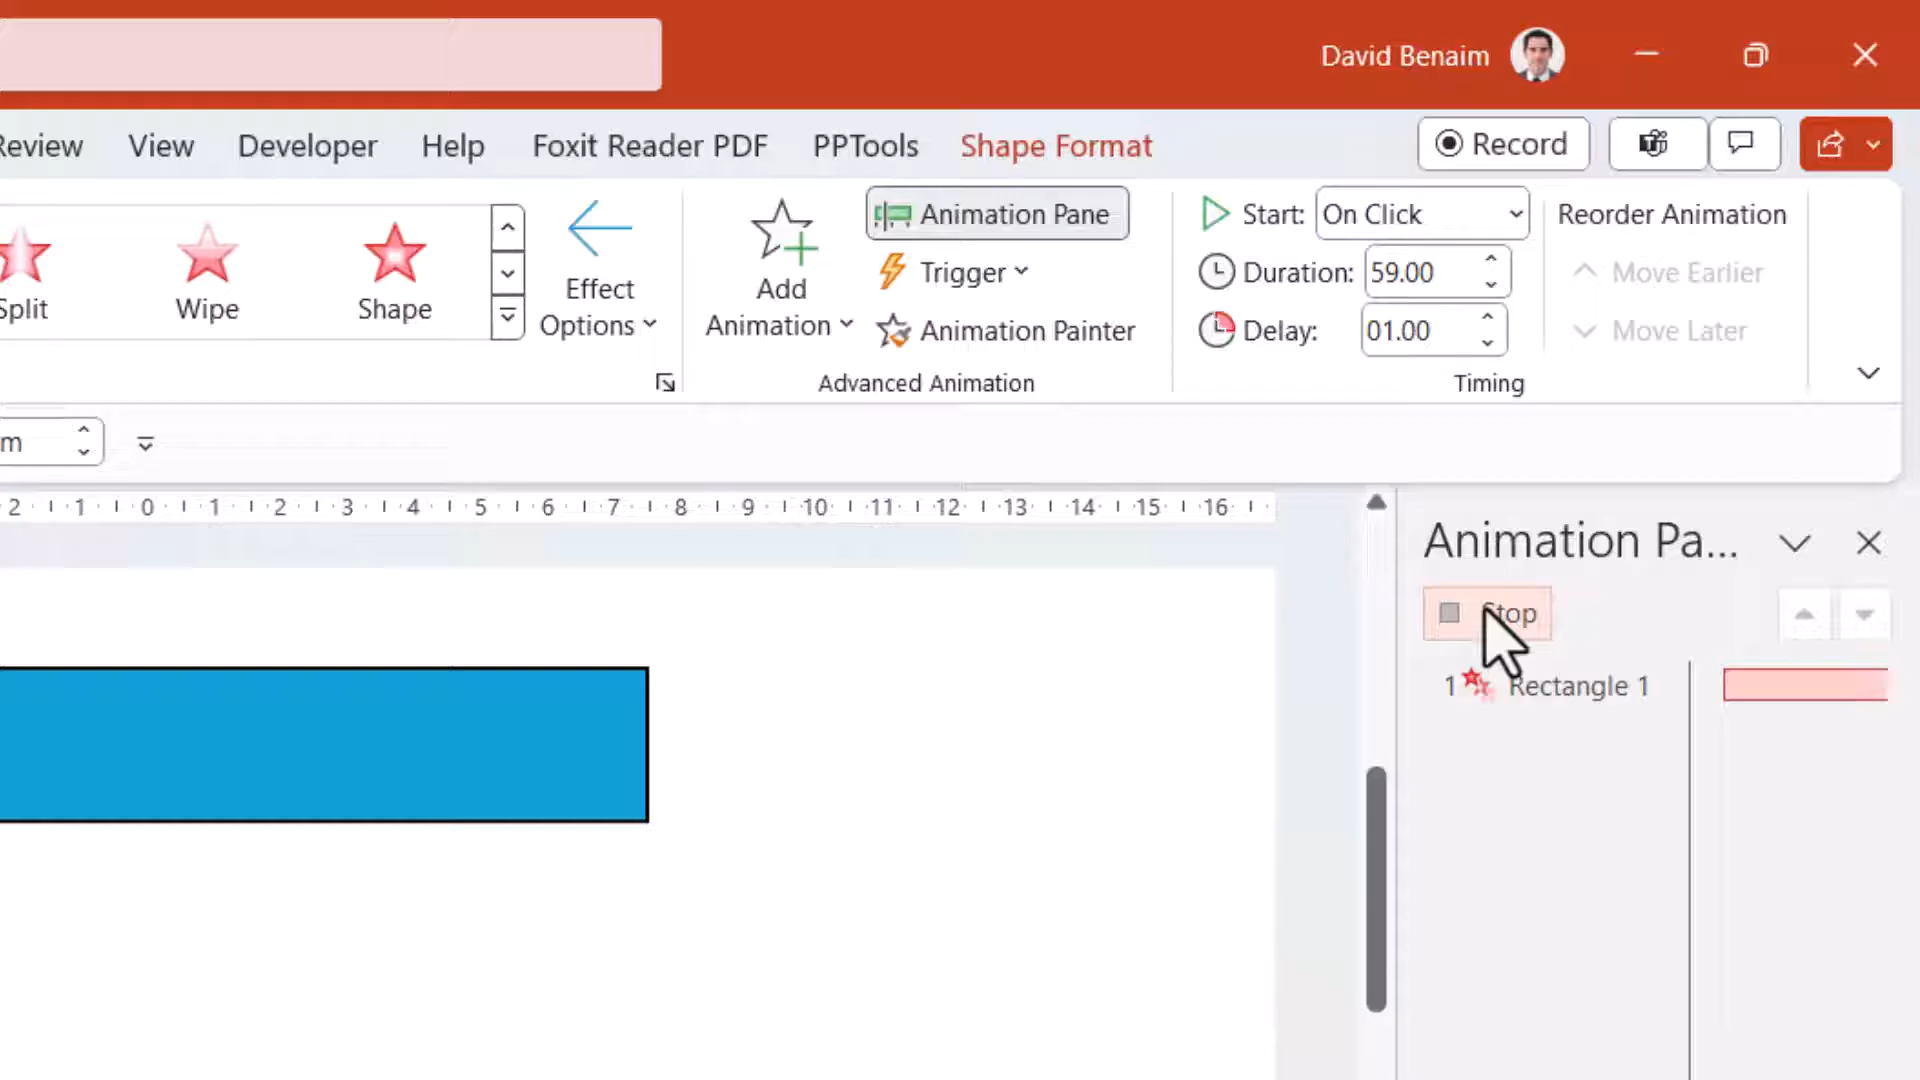 David Benaim
Review View Developer Help Foxit Reader PDF PPTools Shape Format Record
Split Wipe Shape
Effect Options
Add Animation
Animation Pane
Trigger
Animation Painter
Advanced Animation
Start: On Click
Duration: 59.00
Delay: 01.00
Timing
Reorder Animation
Move Earlier
Move Later
m
2 1 0 1 2 3 4 5 6 7 8 9 10 11 12 13 14 15 16
Animation Pa...
Stop
1 Rectangle 1